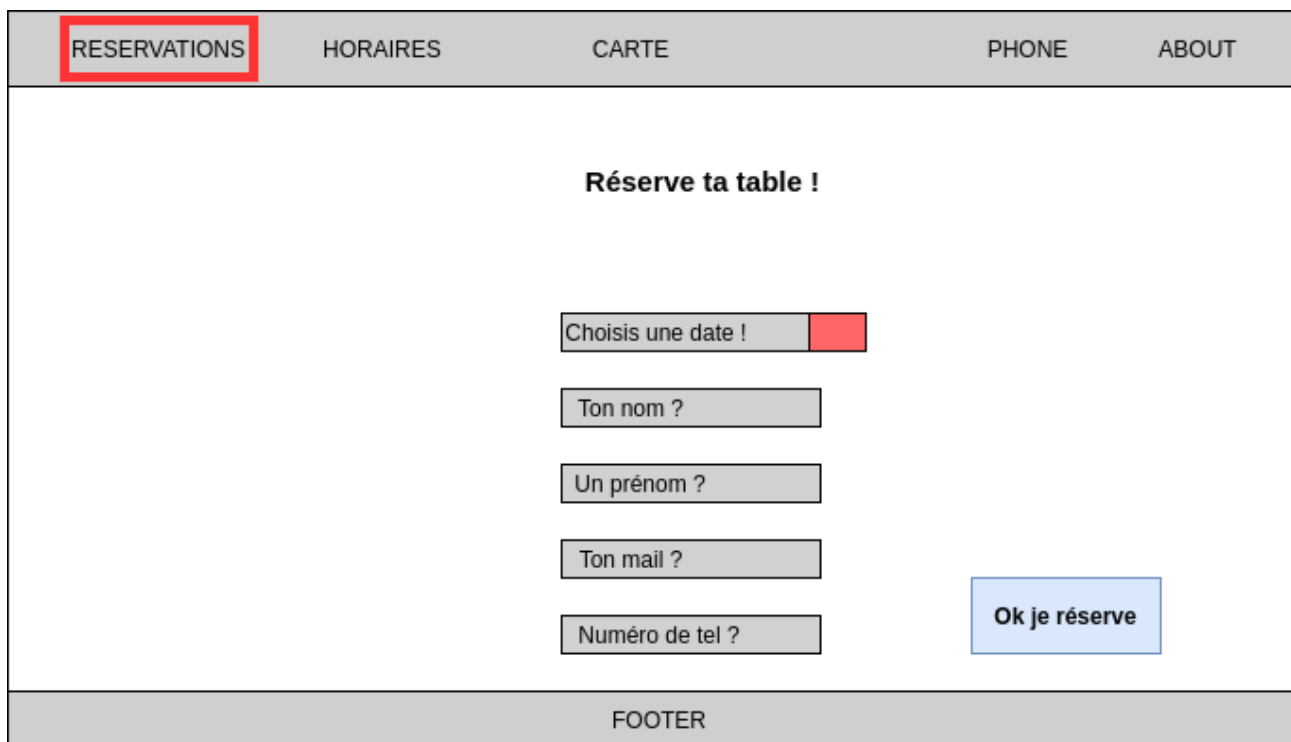 RESERVATIONS HORAIRES CARTE PHONE ABOUT
Réserve ta table !
Choisis une date !
Ton nom ?
Un prénom ?
Ton mail ?
Ok je réserve
Numéro de tel ?
FOOTER